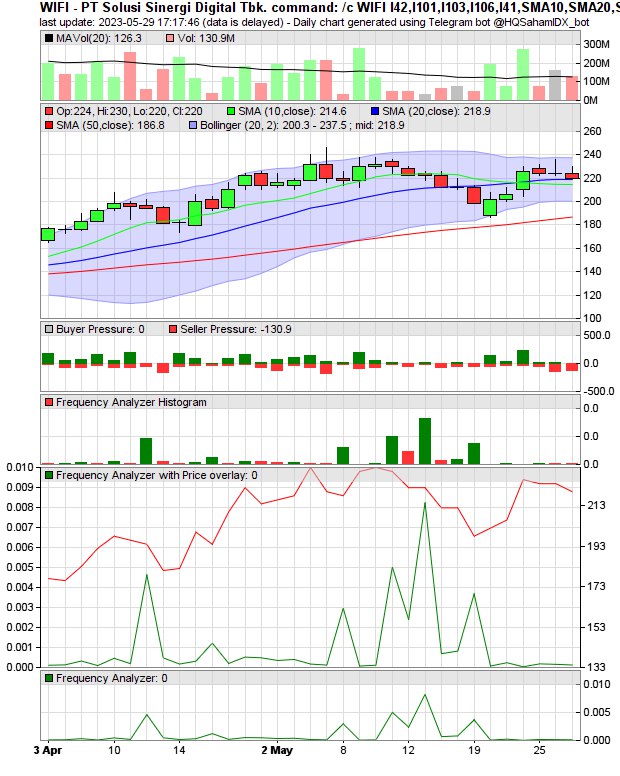 WIFI - PT Solusi Sinergi Digital Tbk. command: /c WIFI I42,I101,I103,I106,I41,SMA10,SMA20,S
last update: 2023-05-29 17:17:46 (data is delayed) - Daily chart generated using Telegram bot @HQSahamIDX_bot
MAVol(20): 126.3 Vol: 130.9M
300M
200M
100M
0M
Op:224, Hi:230, Lo:220, Cl:220 SMA (10,close): 214.6 SMA (20,close): 218.9
SMA (50,close): 186.8 Bollinger (20, 2): 200.3 - 237.5 ; mid: 218.9
260
240
220
200
180
160
140
120
100
Buyer Pressure: 0 Seller Pressure: -130.9
500.0
0.0
-500.0
Frequency Analyzer Histogram
0.0
0.0
0.0
Frequency Analyzer with Price overlay: 0
0.010
0.009
0.008
0.007
0.006
0.005
0.004
0.003
0.002
0.001
0.000
213
193
173
153
133
Frequency Analyzer: 0
0.010
0.005
0.000
3 Apr 10 14 2 May 8 12 19 25